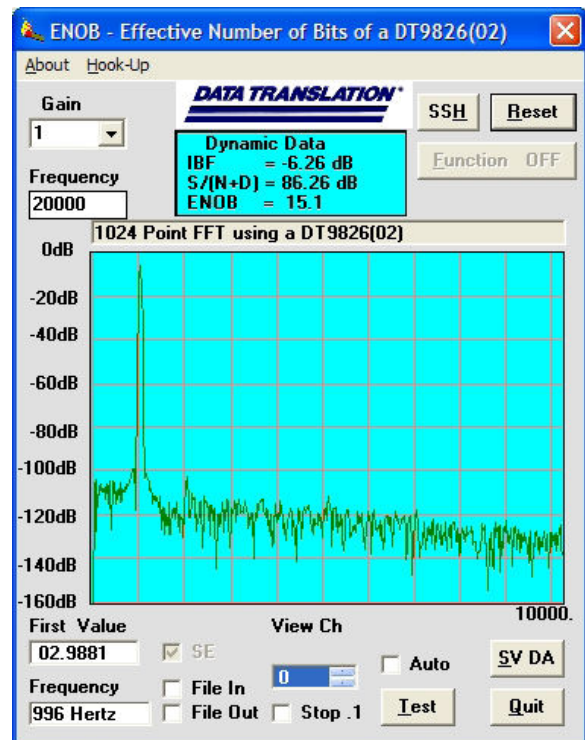 ENOB - Effective Number of Bits of a DT9826(02)
About Hook-Up
Gain
1
DATA TRANSLATION
SSH
Reset
Dynamic Data
IBF = -6.26 dB
S/(N+D) = 86.26 dB
ENOB = 15.1
Function OFF
Frequency
20000
1024 Point FFT using a DT9826(02)
0dB
-20dB
-40dB
-60dB
-80dB
-100dB
-120dB
-140dB
-160dB
10000.
First Value
02.9881
SE
View Ch
0
Auto
SV DA
Frequency
996 Hertz
File In
File Out
Stop .1
Test
Quit